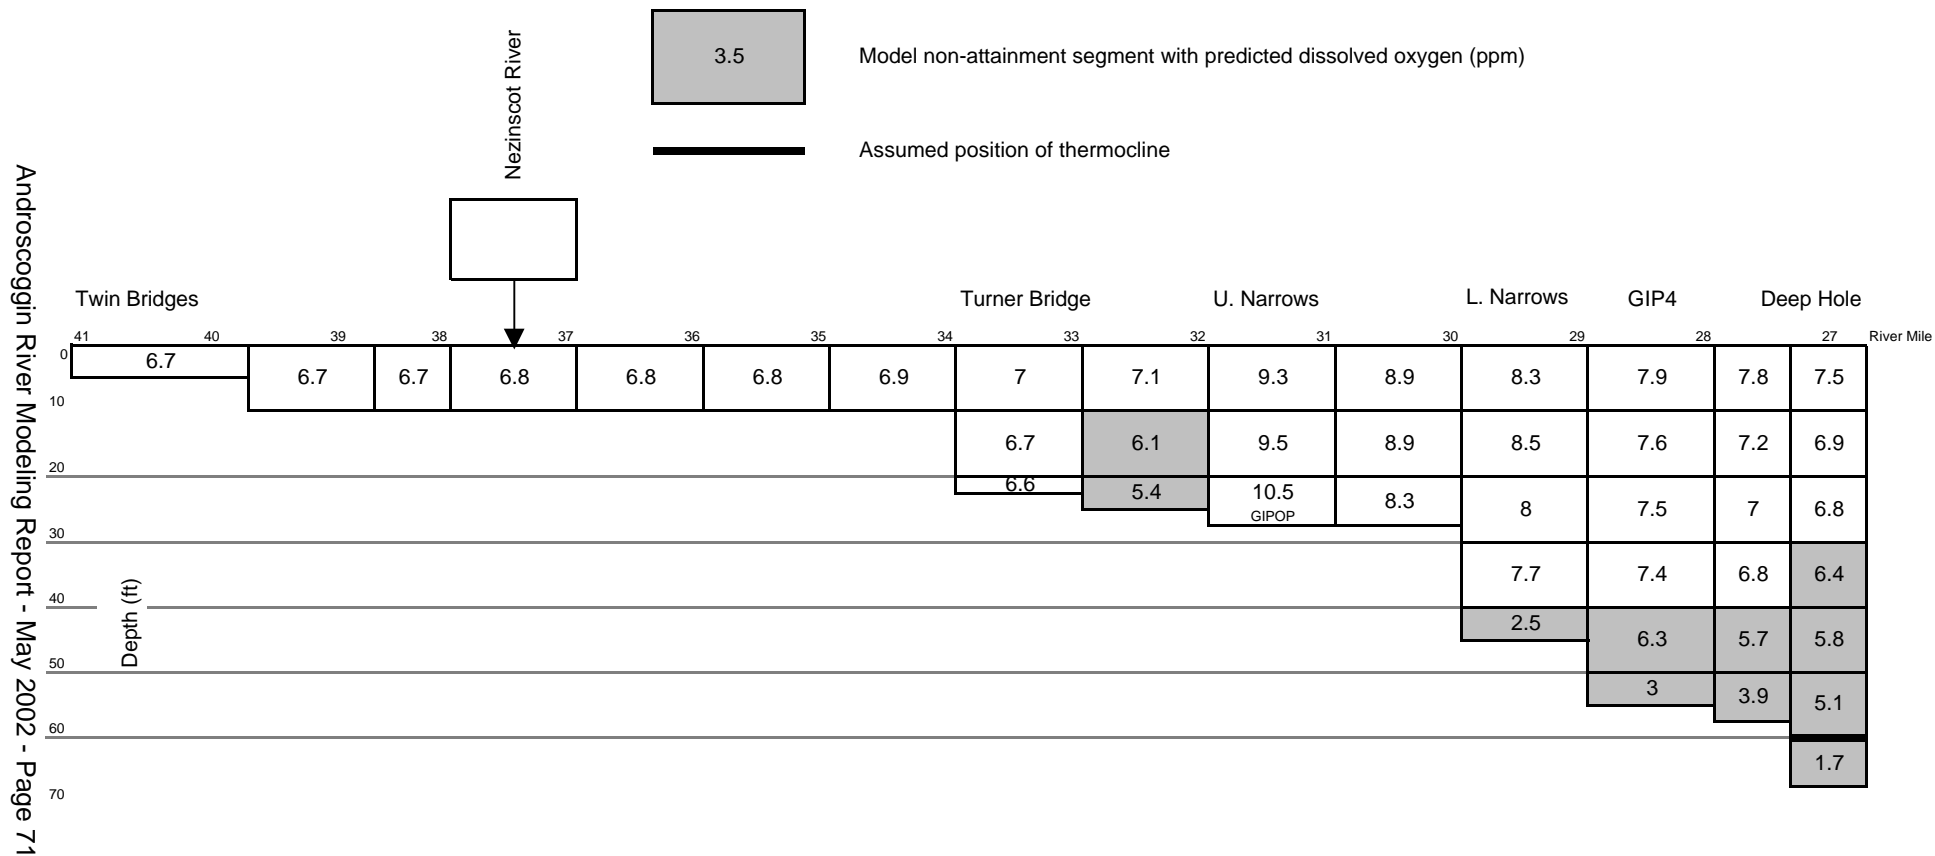 3.5
Model non-attainment segment with predicted dissolved oxygen (ppm)
Assumed position of thermocline
Nezinscot River
Androscoggin River Modeling Report - May 2002 - Page 71
Twin Bridges Turner Bridge U. Narrows L. Narrows GIP4 Deep Hole
41 40 39 38 37 36 35 34 33 32 31 30 29 28 27 River Mile
0
6.7 6.7 6.7 6.8 6.8 6.8 6.9 7 7.1 9.3 8.9 8.3 7.9 7.8 7.5
10
6.7 6.1 9.5 8.9 8.5 7.6 7.2 6.9
20
6.6 5.4 10.5 8.3 8 7.5 7 6.8
GIPOP
30
7.7 7.4 6.8 6.4
40
Depth (ft)
2.5 6.3 5.7 5.8
50
3 3.9 5.1
60
1.7
70